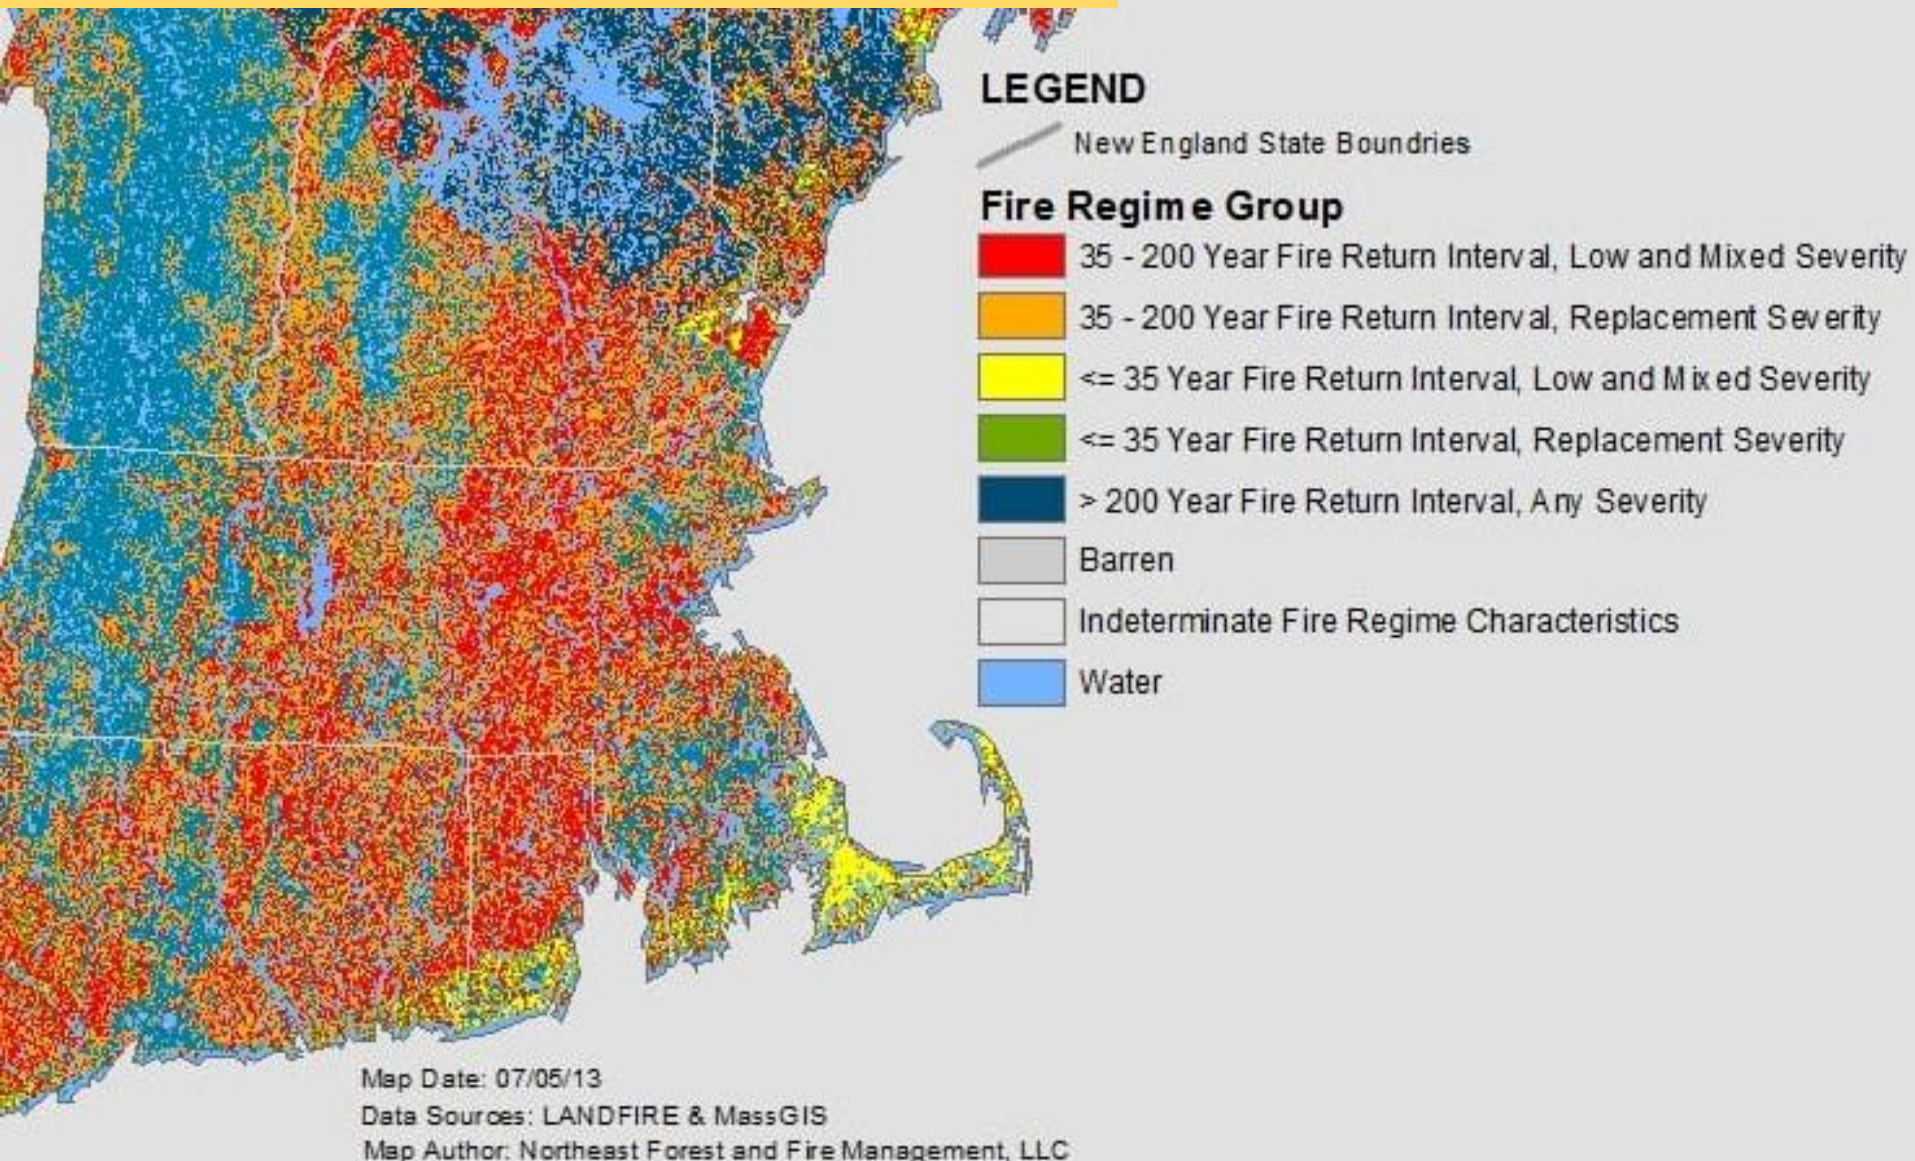 LEGEND
New England State Boundries
Fire Regime Group
35 - 200 Year Fire Return Interval, Low and Mixed Severity
35 - 200 Year Fire Return Interval, Replacement Severity
<= 35 Year Fire Return Interval, Low and Mixed Severity
<= 35 Year Fire Return Interval, Replacement Severity
> 200 Year Fire Return Interval, Any Severity
Barren
Indeterminate Fire Regime Characteristics
Water
Map Date: 07/05/13
Data Sources: LANDFIRE & MassGIS
Map Author: Northeast Forest and Fire Management, LLC